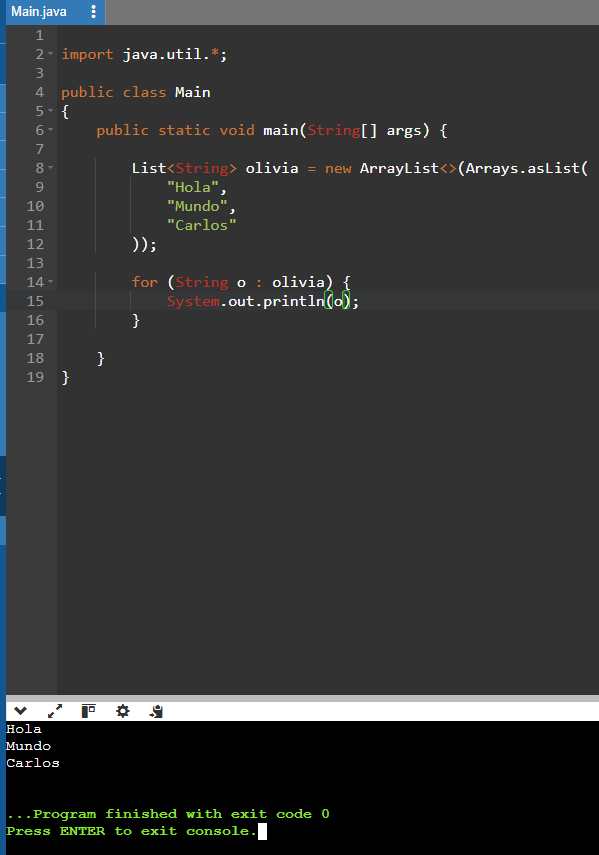 Main.java
1
2 import java.util.*;
3
4 public class Main
5 {
6     public static void main(String[] args) {
7
8         List<String> olivia = new ArrayList<>(Arrays.asList(
9             "Hola",
10             "Mundo",
11             "Carlos"
12         ));
13
14         for (String o : olivia) {
15             System.out.println(o);
16         }
17
18     }
19 }
Hola
Mundo
Carlos
...Program finished with exit code 0
Press ENTER to exit console.